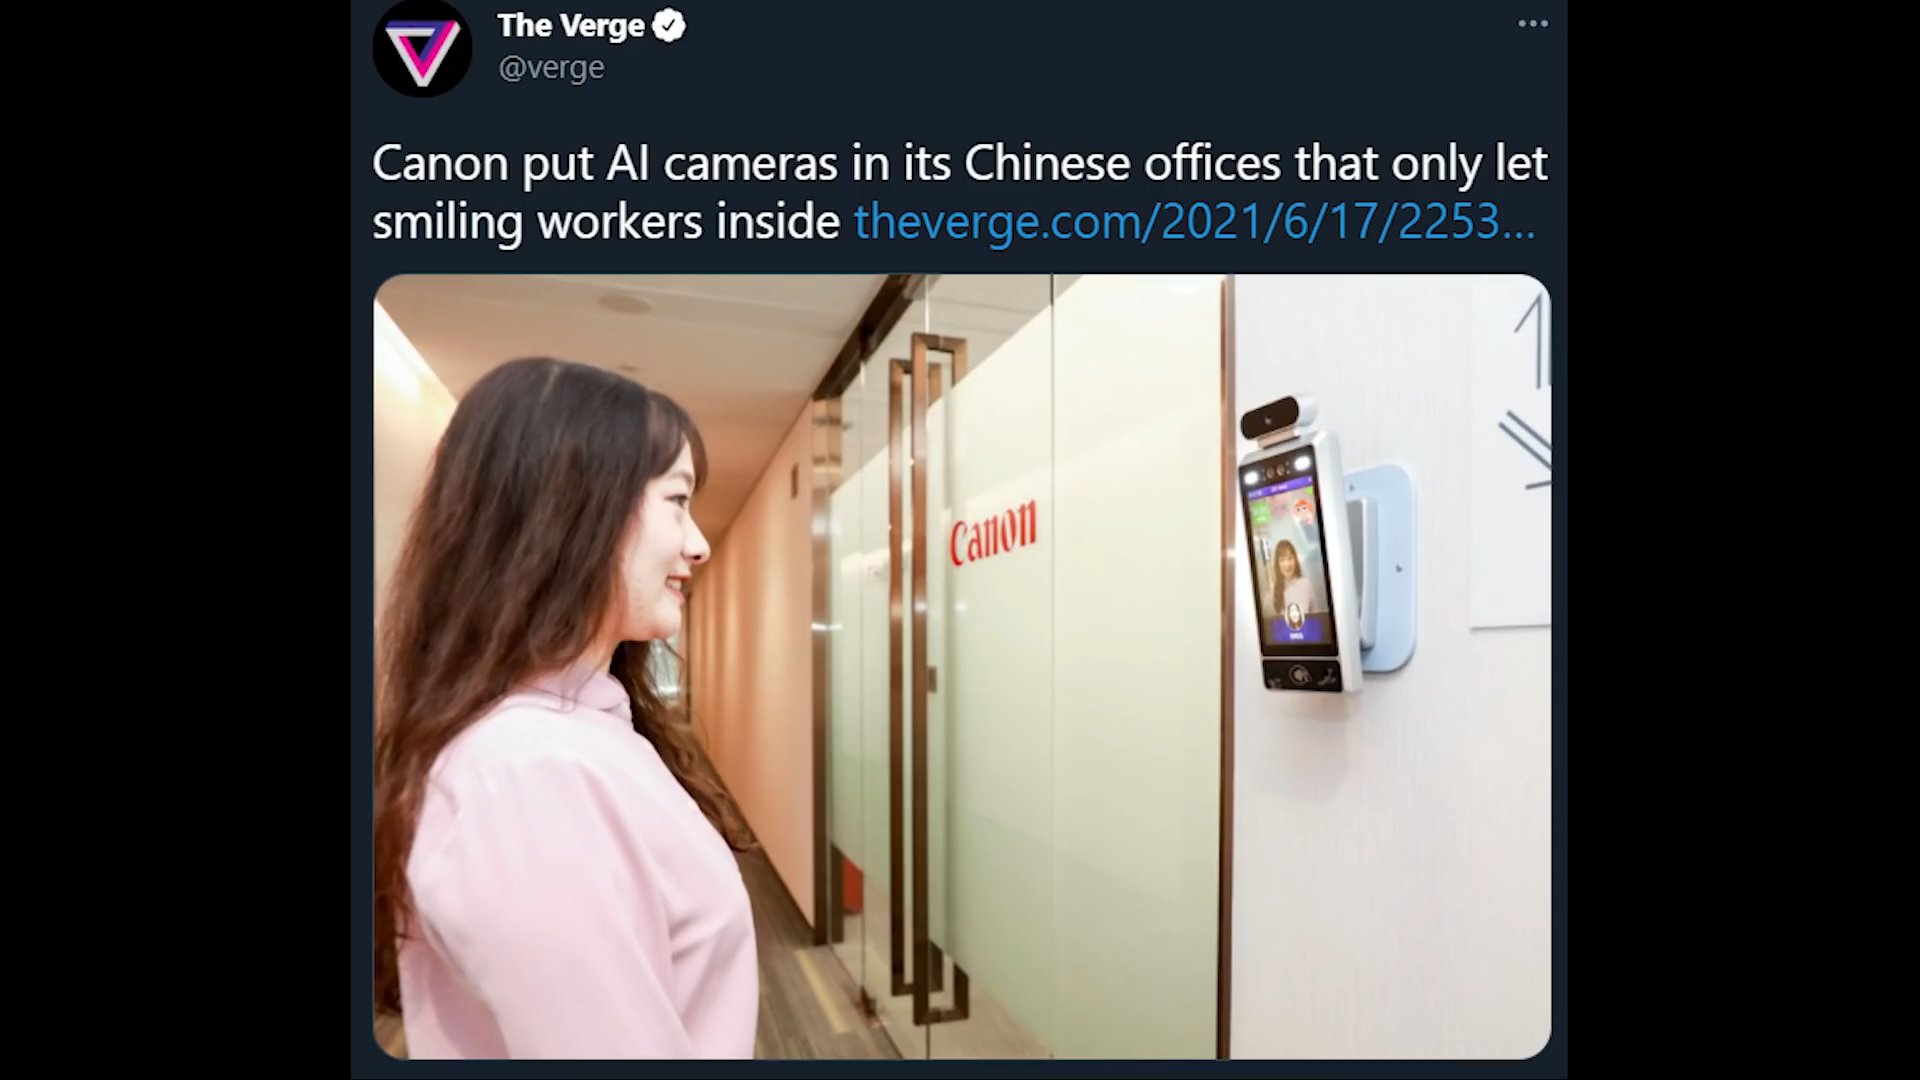 The Verge
@verge
Canon put AI cameras in its Chinese offices that only let
smiling workers inside theverge.com/2021/6/17/2253...
Canon